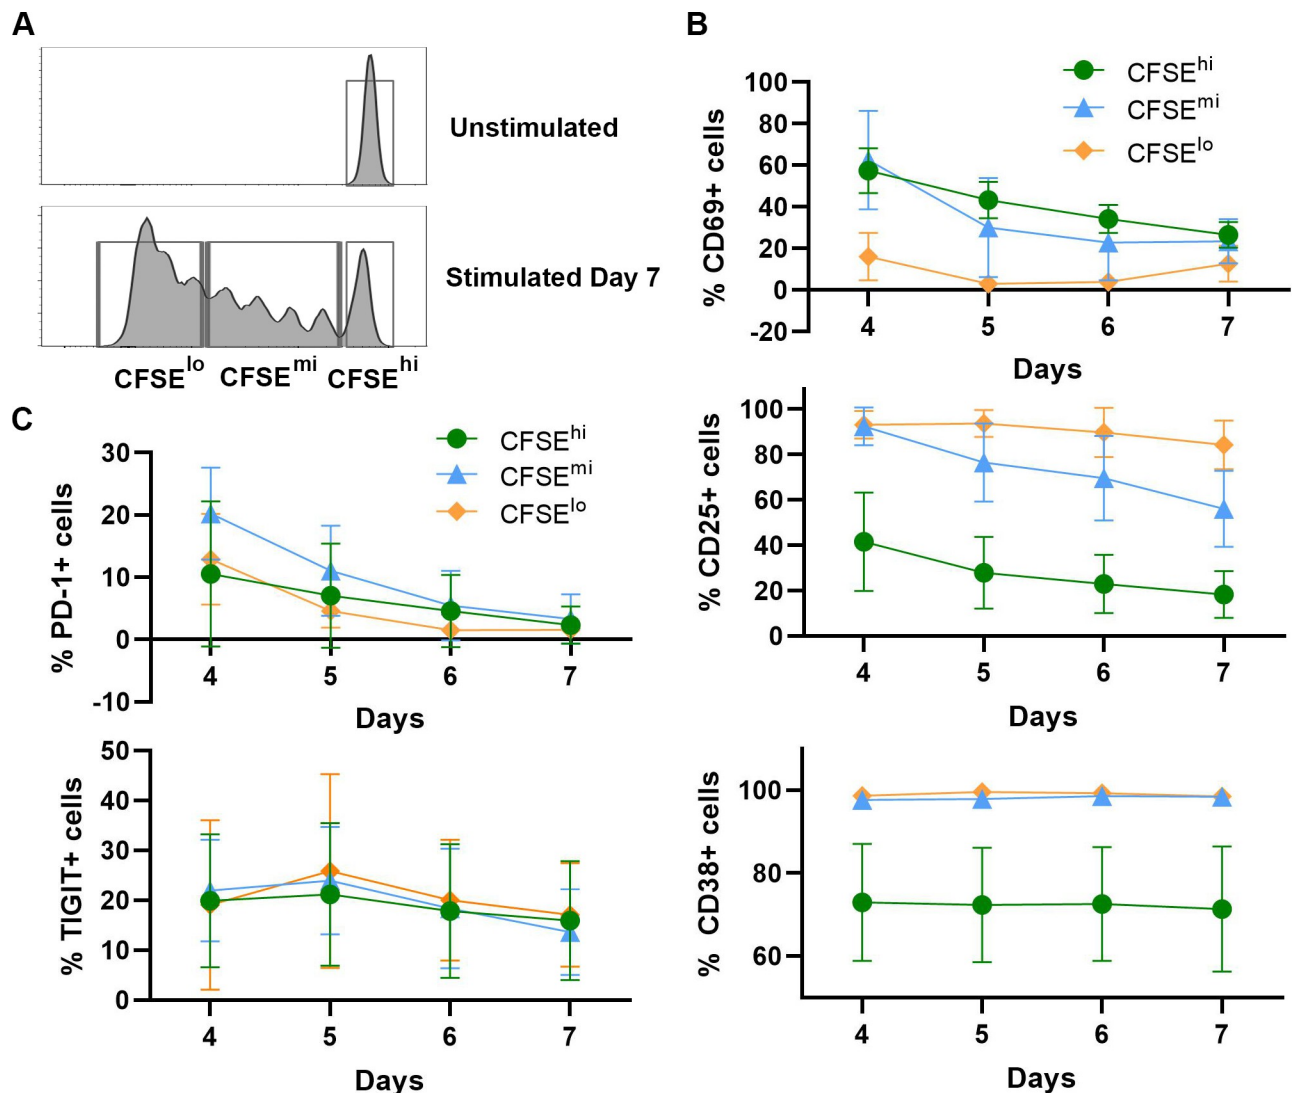 A
Unstimulated
Stimulated Day 7
CFSElo CFSEmi CFSEhi
B
CFSEhi
CFSEmi
CFSElo
% CD69+ cells
100
80
60
40
20
0
-20
4 5 6 7
Days
% CD25+ cells
100
80
60
40
20
0
4 5 6 7
Days
% CD38+ cells
100
80
60
4 5 6 7
Days
C
CFSEhi
CFSEmi
CFSElo
% PD-1+ cells
30
20
10
0
-10
4 5 6 7
Days
% TIGIT+ cells
50
40
30
20
10
0
4 5 6 7
Days